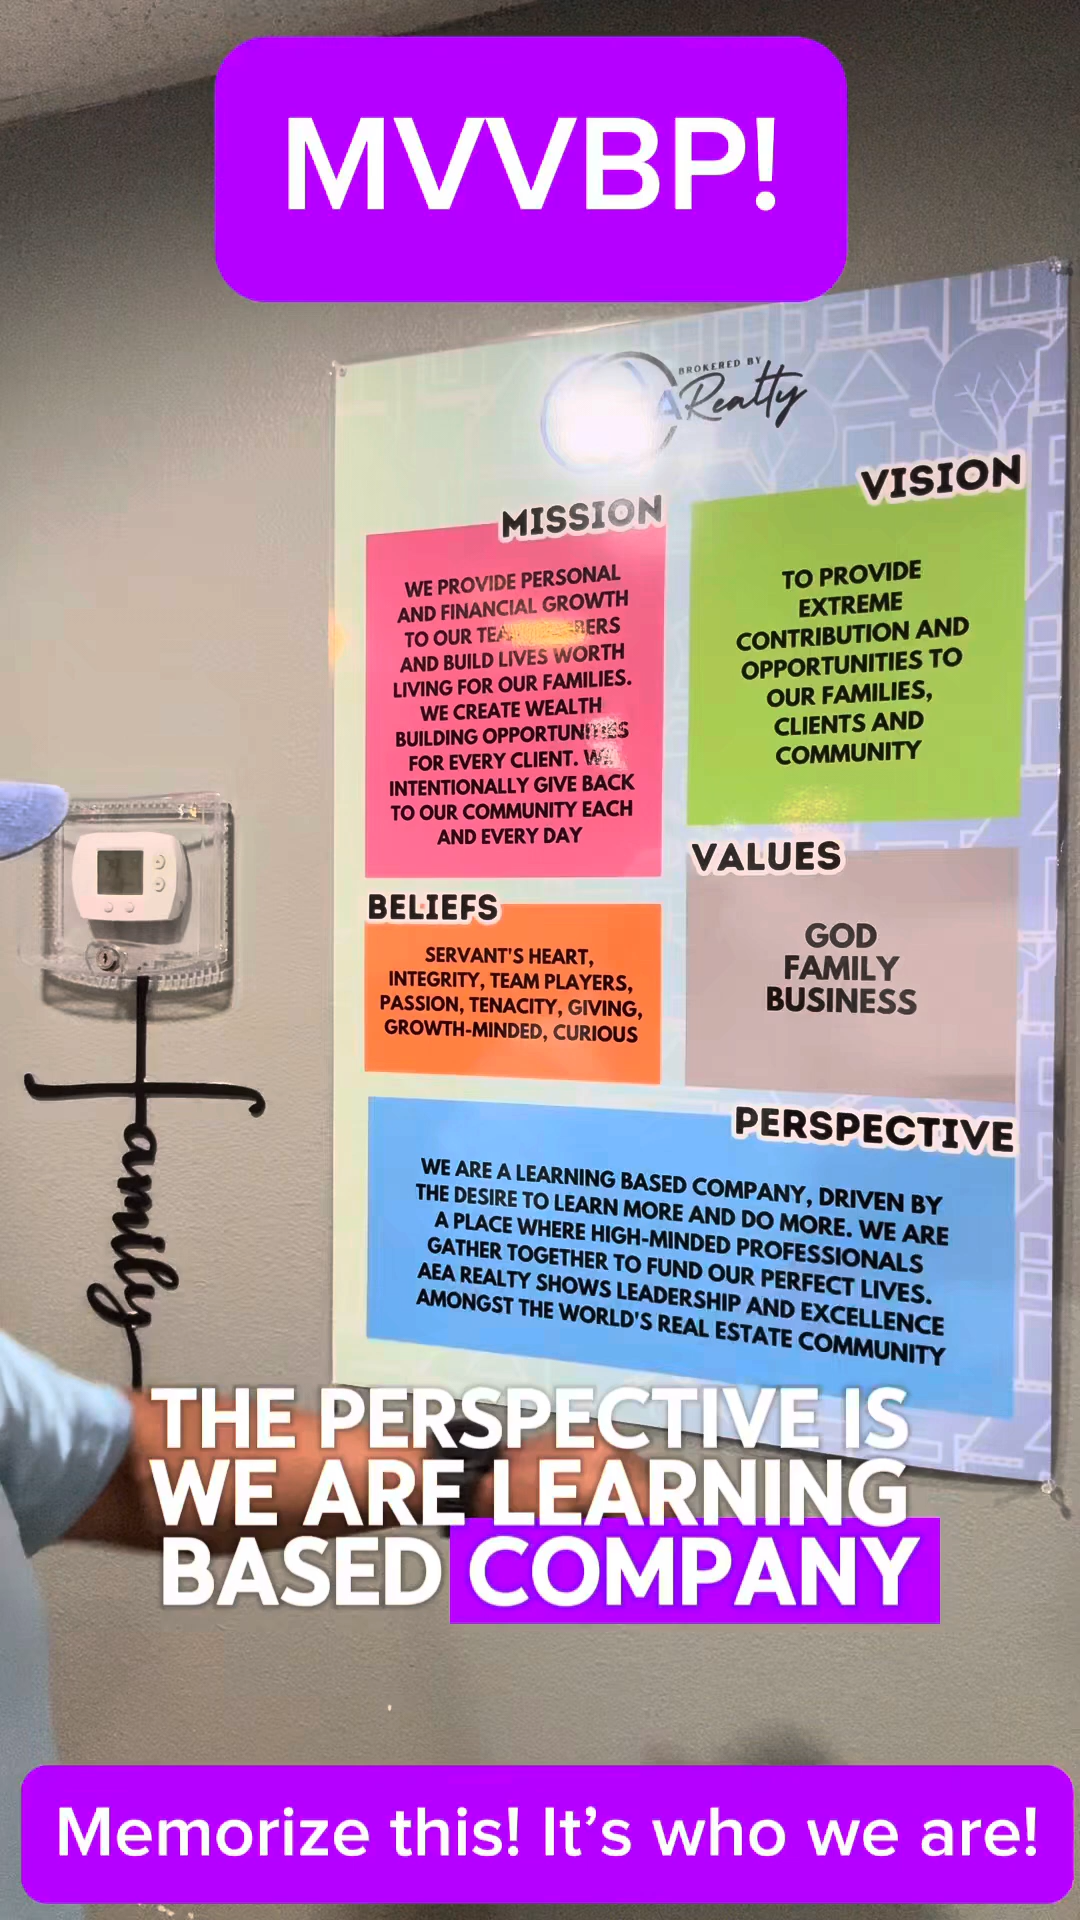 MVVBP!
BROKERED BY
Realty
MISSION
WE PROVIDE PERSONAL
AND FINANCIAL GROWTH
TO OUR
AND BUILD LIVES WORTH
LIVING FOR OUR FAMILIES.
WE CREATE WEALTH
BUILDING OPPORTUNITIES
FOR EVERY CLIENT. WE
INTENTIONALLY GIVE BACK
TO OUR COMMUNITY EACH
AND EVERY DAY
VISION
TO PROVIDE
EXTREME
CONTRIBUTION AND
OPPORTUNITIES TO
OUR FAMILIES,
CLIENTS AND
COMMUNITY
BELIEFS
SERVANT'S HEART,
INTEGRITY, TEAM PLAYERS,
PASSION, TENACITY, GIVING,
GROWTH-MINDED, CURIOUS
VALUES
GOD
FAMILY
BUSINESS
PERSPECTIVE
WE ARE A LEARNING BASED COMPANY, DRIVEN BY
THE DESIRE TO LEARN MORE AND DO MORE. WE ARE
A PLACE WHERE HIGH-MINDED PROFESSIONALS
GATHER TOGETHER TO FUND OUR PERFECT LIVES.
AEA REALTY SHOWS LEADERSHIP AND EXCELLENCE
AMONGST THE WORLD'S REAL ESTATE COMMUNITY
family
THE PERSPECTIVE IS
WE ARE LEARNING
BASED COMPANY
Memorize this! It's who we are!